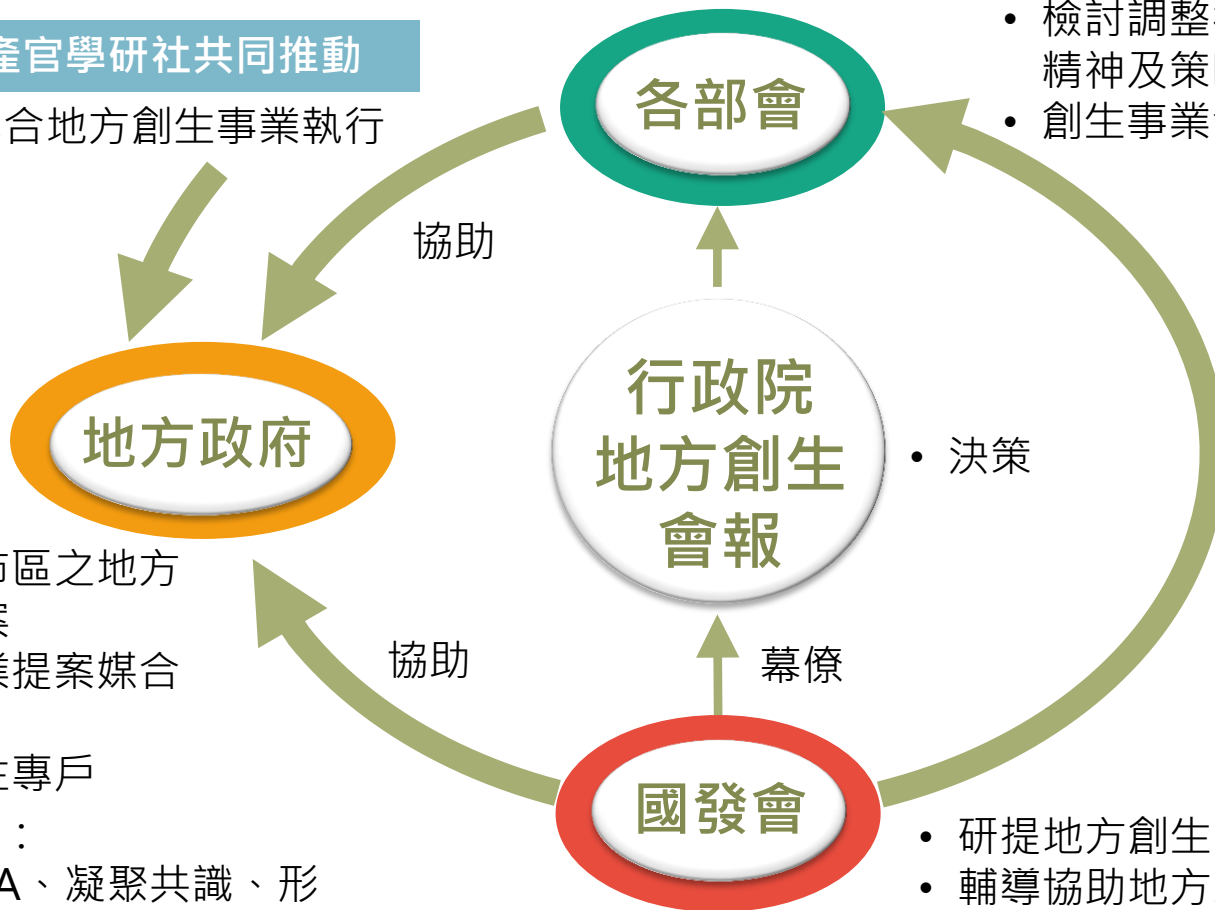 產官學研社共同推動
合地方創生事業執行
各部會
• 檢討調整
精神及策
• 創生事業
協助
地方政府
行政院
地方創生
會報
• 決策
區之地方
案
提案媒合
專戶
：
A、凝聚共識、形
協助
幕僚
國發會
• 研提地方創生
• 輔導協助地方